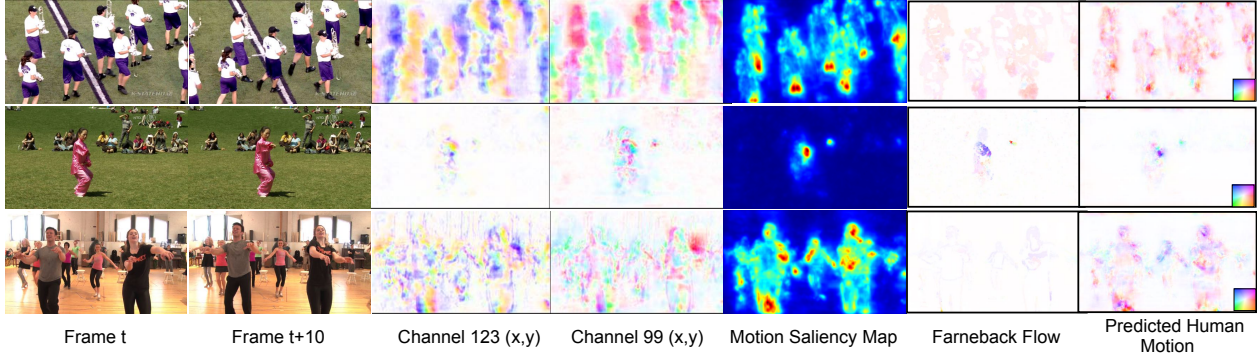 Frame t
Frame t+10
Channel 123 (x,y)
Channel 99 (x,y)
Motion Saliency Map
Farneback Flow
Predicted Human
Motion